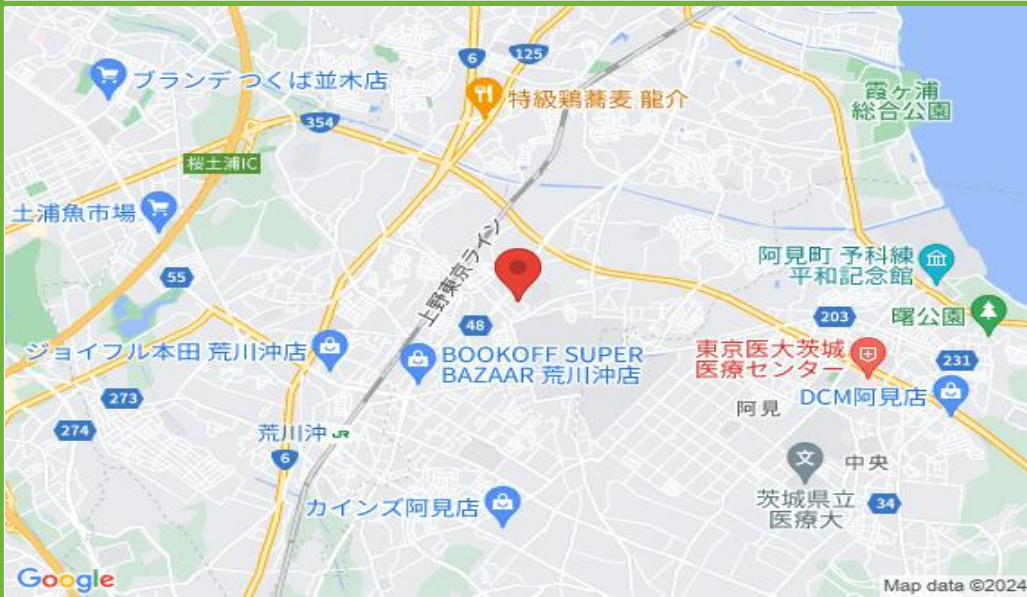 6
125
ブランデ つくば並木店
特級鶏蕎麦 龍介
霞ヶ浦
総合公園
354
桜土浦IC
土浦魚市場
上野東京ライン
阿見町 予科練
平和記念館
55
203
曙公園
48
ジョイフル本田 荒川沖店
BOOKOFF SUPER
BAZAAR 荒川沖店
東京医大茨城
医療センター
231
273
DCM阿見店
阿見
274
荒川沖 JR
6
中央
カインズ阿見店
茨城県立
医療大
34
Google
Map data ©2024